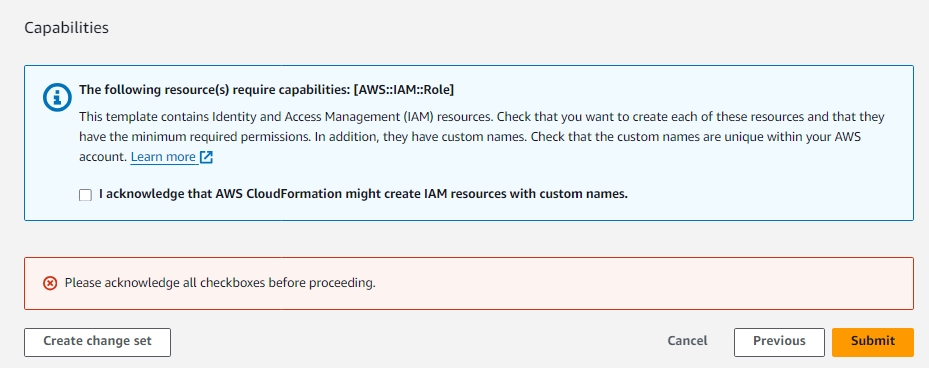 Capabilities
The following resource(s) require capabilities: [AWS::IAM::Role]
This template contains Identity and Access Management (IAM) resources. Check that you want to create each of these resources and that they
have the minimum required permissions. In addition, they have custom names. Check that the custom names are unique within your AWS
account. Learn more
I acknowledge that AWS CloudFormation might create IAM resources with custom names.
Please acknowledge all checkboxes before proceeding.
Create change set Cancel Previous Submit